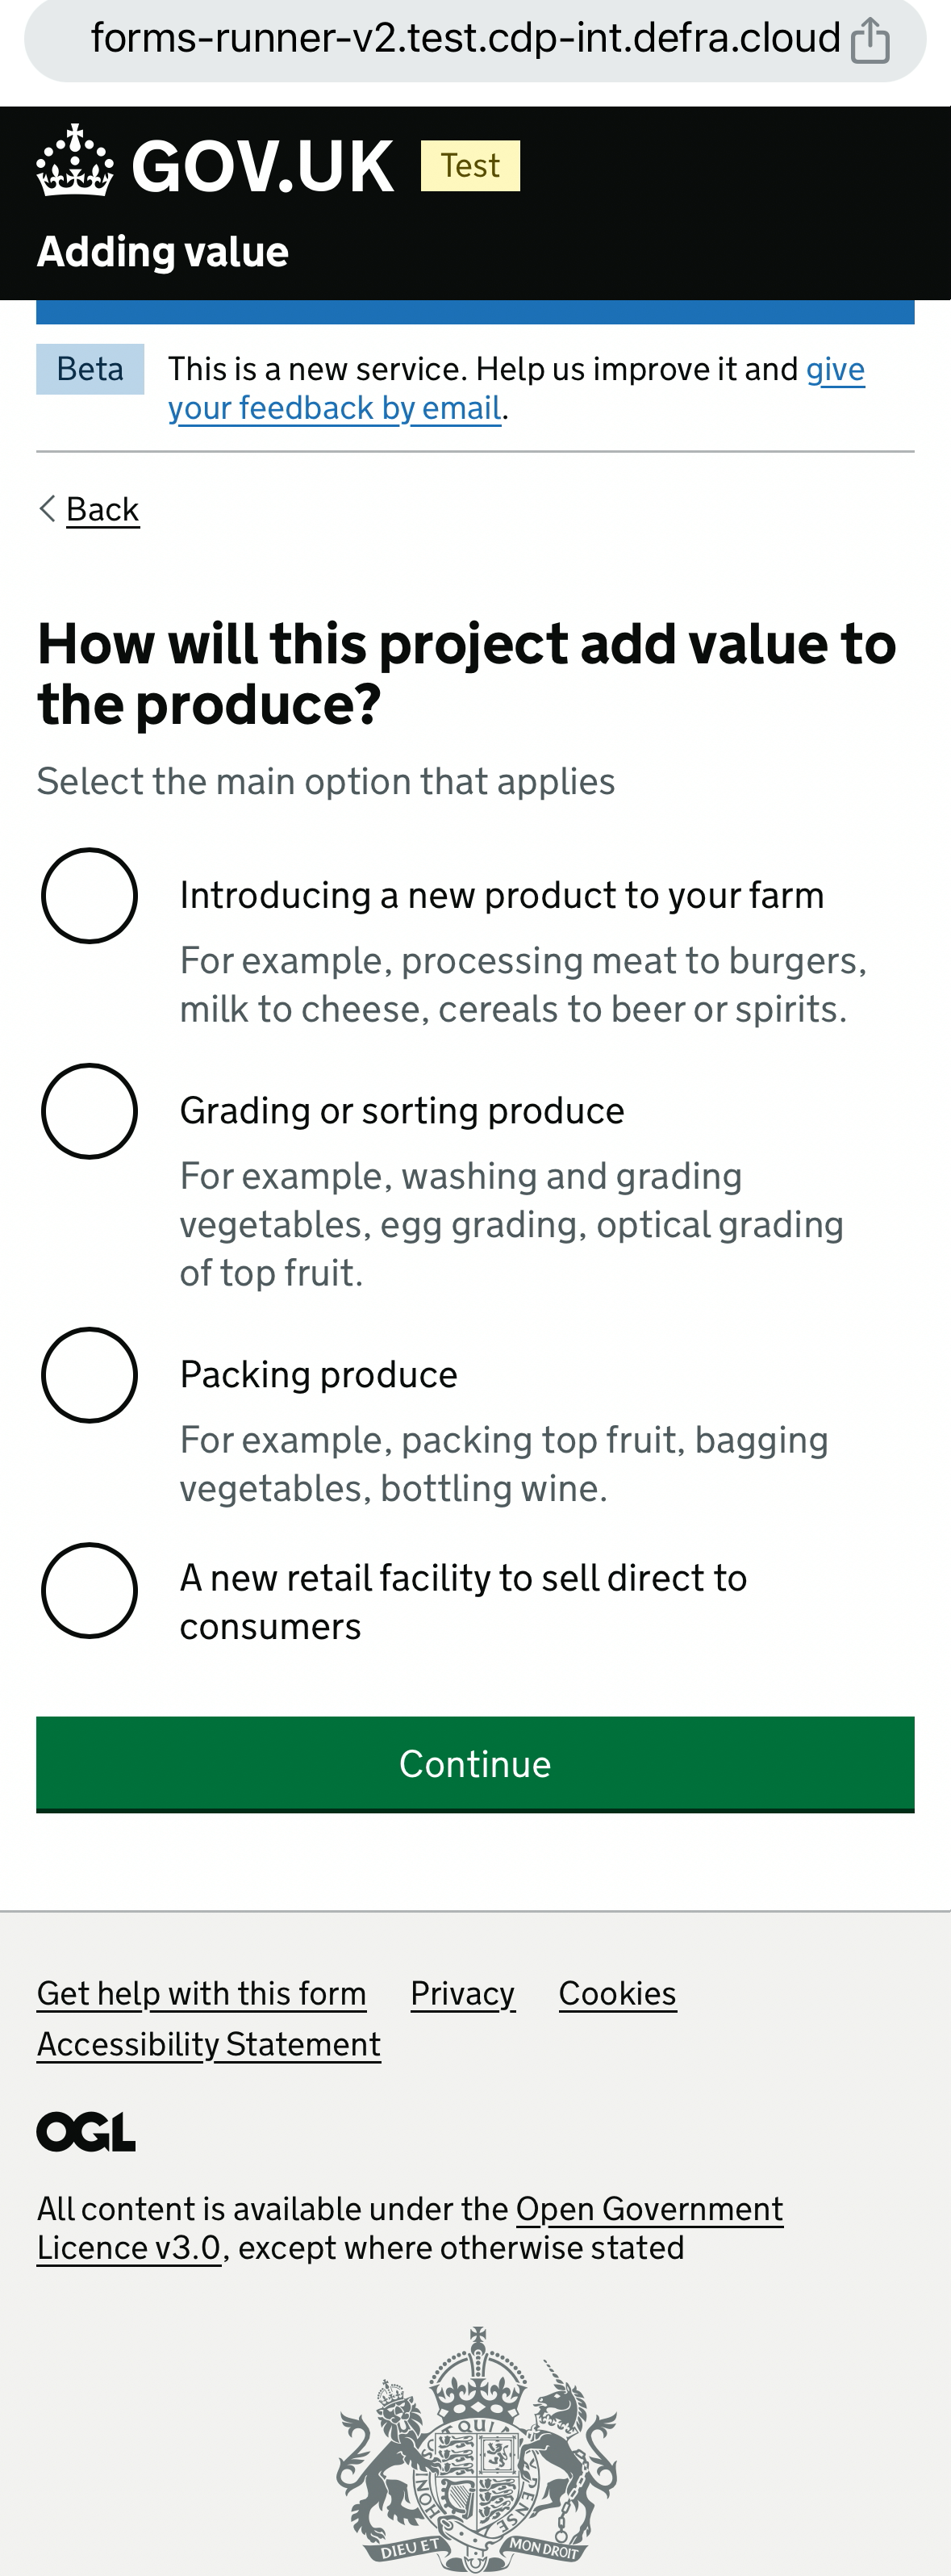 forms-runner-v2.test.cdp-int.defra.cloud
GOV.UK Test
Adding value
Beta This is a new service. Help us improve it and give
your feedback by email.
Back
How will this project add value to
the produce?
Select the main option that applies
Introducing a new product to your farm
For example, processing meat to burgers,
milk to cheese, cereals to beer or spirits.
Grading or sorting produce
For example, washing and grading
vegetables, egg grading, optical grading
of top fruit.
Packing produce
For example, packing top fruit, bagging
vegetables, bottling wine.
A new retail facility to sell direct to
consumers
Continue
Get help with this form Privacy Cookies
Accessibility Statement
OGL
All content is available under the Open Government
Licence v3.0, except where otherwise stated
QUI
HONI
PENSE
DIEU ET MON DROIT